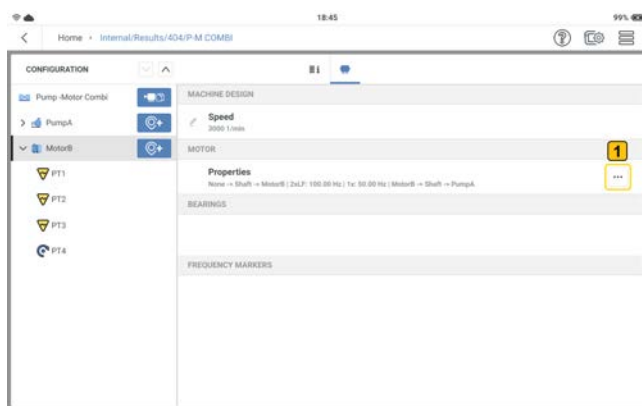 18:45
99%
Home › Internal/Results/404/P-M COMBI
CONFIGURATION
Pump -Motor Combi
PumpA
MotorB
PT1
PT2
PT3
PT4
MACHINE DESIGN
Speed
3000 1/min
MOTOR
1
Properties
None -> Shaft -> MotorB | 2xLF: 100.00 Hz | 1x: 50.00 Hz | MotorB -> Shaft -> PumpA
BEARINGS
FREQUENCY MARKERS